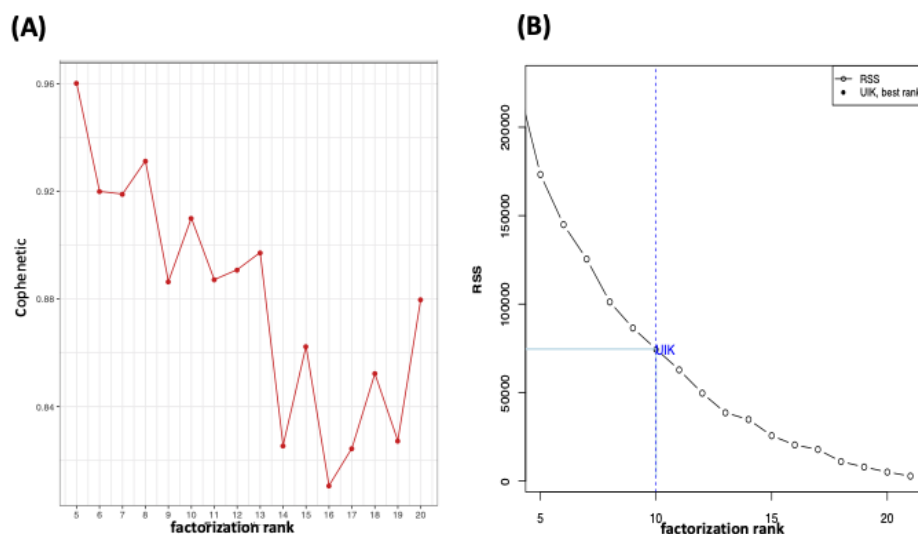 (A)
(B)
0.96
0.92
0.88
0.84
Cophenetic
5 6 7 8 9 10 11 12 13 14 15 16 17 18 19 20
factorization rank
RSS
UIK, best rank
200000
150000
100000
50000
0
RSS
UIK
5 10 15 20
factorization rank